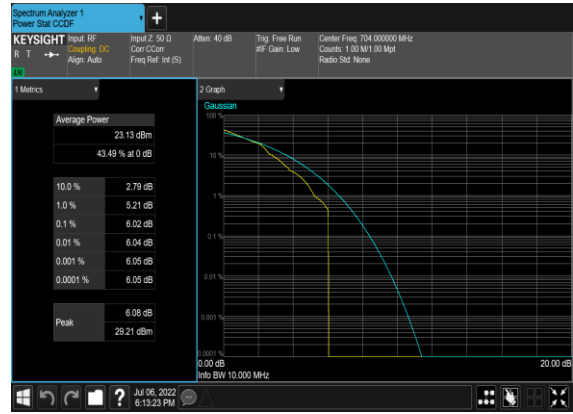 Spectrum Analyzer 1
Power Stat CCDF
+
KEYSIGHT
R T
LW
Input: RF
Coupling: DC
Align: Auto
Input Z: 50 Ω
Corr CCorr
Freq Ref: Int (S)
Atten: 40 dB
Trig: Free Run
#IF Gain: Low
Center Freq: 704.000000 MHz
Counts: 1.00 M/1.00 Mpt
Radio Std: None
1 Metrics
Average Power
23.13 dBm
43.49 % at 0 dB
10.0 % 2.79 dB
1.0 % 5.21 dB
0.1 % 6.02 dB
0.01 % 6.04 dB
0.001 % 6.05 dB
0.0001 % 6.05 dB
Peak
6.08 dB
29.21 dBm
2 Graph
Gaussian
100 %
10 %
1 %
0.1 %
0.01 %
0.001 %
0.0001 %
0.00 dB
20.00 dB
Info BW 10.000 MHz
?
Jul 06, 2022
6:13:23 PM